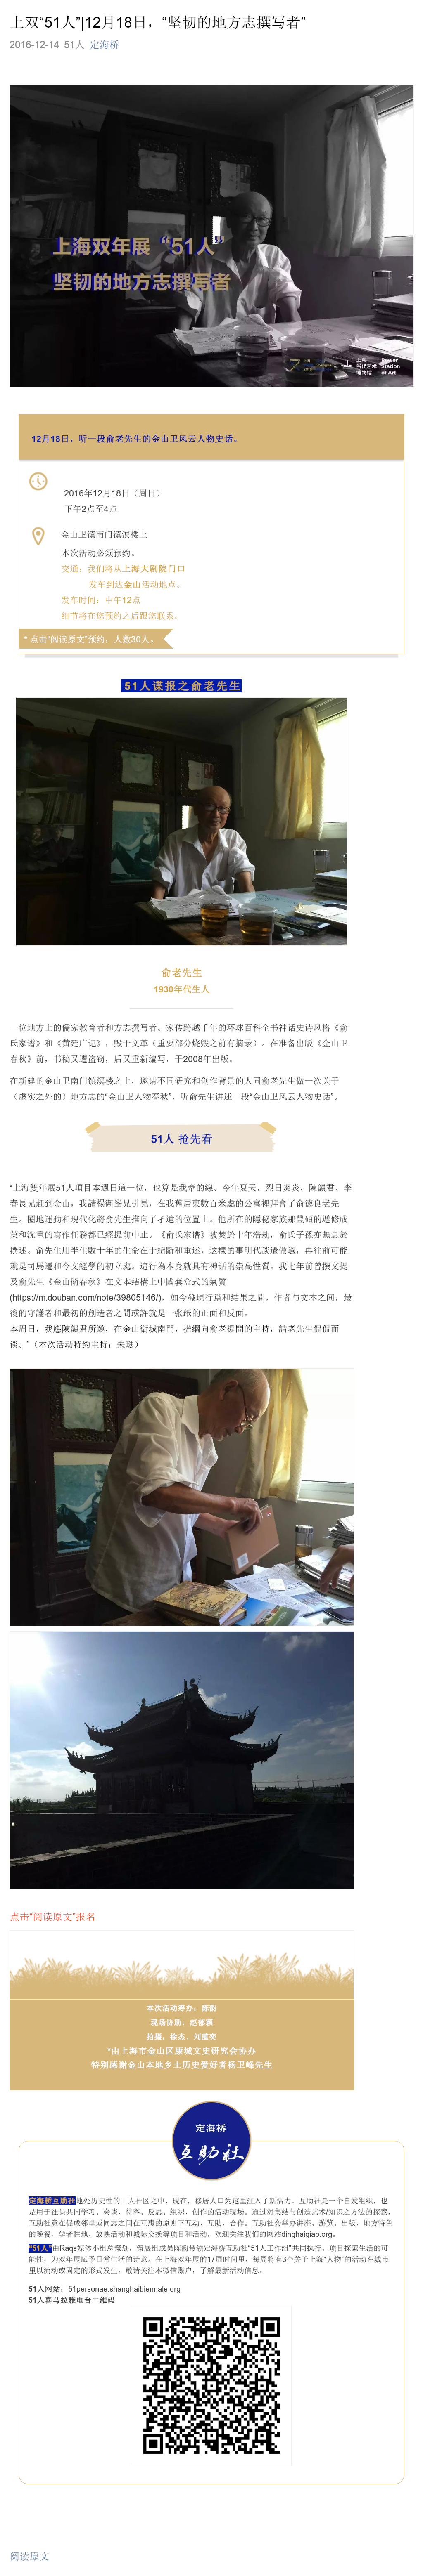 上双“51人”|12月18日，“坚韧的地方志撰写者”
2016-12-14 51人 定海桥
上海双年展“51人”
坚韧的地方志撰写者
上海
当代艺术
博物馆
Power
Station
of Art
12月18日，听一段俞老先生的金山卫风云人物史话。
2016年12月18日（周日）
下午2点至4点
金山卫镇南门镇溟楼上
本次活动必须预约。
交通：我们将从上海大剧院门口
发车到达金山活动地点。
发车时间：中午12点
细节将在您预约之后跟您联系。
* 点击“阅读原文”预约，人数30人。
51人谍报之俞老先生
俞老先生
1930年代生人
一位地方上的儒家教育者和方志撰写者。家传跨越千年的环球百科全书神话史诗风格《俞
氏家谱》和《黄廷广记》，毁于文革（重要部分烧毁之前有摘录）。在准备出版《金山卫
春秋》前，书稿又遭盗窃，后又重新编写，于2008年出版。
在新建的金山卫南门镇溟楼之上，邀请不同研究和创作背景的人同俞老先生做一次关于
（虚实之外的）地方志的“金山卫人物春秋”，听俞先生讲述一段“金山卫风云人物史话”。
51人 抢先看
“上海雙年展51人項目本週日這一位，也算是我牽的線。今年夏天，烈日炎炎，陳韻君、李
春長兄赶到金山，我請楊衛峯兄引見，在我舊居東數百米處的公寓裡拜會了俞德良老先
生。圈地運動和現代化將俞先生推向了孑遺的位置上。他所在的隱秘家族那豐頓的遞修成
菓和沈重的寫作任務都已經提前中止。《俞氏家谱》被焚於十年浩劫，俞氏子孫亦無意於
撰述。俞先生用半生數十年的生命在于續斷和重述，这樣的事明代談遷曾做過，再往前可能
就是司馬遷和今文經學的初立處。這行為本身就具有神话的崇高性質。我七年前曾撰文提
及俞先生《金山衛春秋》在文本结構上中國套盒式的氣質
(https://m.douban.com/note/39805146/)，如今發現行爲和结果之間，作者与文本之间，最
後的守護者和最初的創造者之間或許就是一张纸的正面和反面。
本周日，我應陳韻君所邀，在金山衛城南門，擔綱向俞老提問的主持，請老先生侃侃而
谈。”（本次活动特约主持：朱琺）
点击“阅读原文”报名
本次活动筹办：陈韵
现场协助：赵郁颖
拍摄：徐杰、刘蕴奕
*由上海市金山区康城文史研究会协办
特别感谢金山本地乡土历史爱好者杨卫峰先生
定海桥
互助社
定海桥互助社地处历史性的工人社区之中，现在，移居人口为这里注入了新活力。互助社是一个自发组织，也
是用于社员共同学习、会谈、待客、反思、组织、创作的活动现场。通过对集结与创造艺术/知识之方法的探索，
互助社意在促成邻里或同志之间在互惠的原则下互动、互助、合作。互助社会举办讲座、游览、出版、地方特色
的晚餐、学者驻地、放映活动和城际交换等项目和活动。欢迎关注我们的网站dinghaiqiao.org。
“51人”由Haqs媒体小组总策划，策展组成员陈韵带领定海桥互助社“51人工作组”共同执行。项目探索生活的可
能性，为双年展赋予日常生活的诗意。在上海双年展的17周时间里，每周将有3个关于上海“人物”的活动在城市
里以流动或固定的形式发生。敬请关注本微信账户，了解最新活动信息。
51人网站：51personae.shanghaibiennale.org
51人喜马拉雅电台二维码
阅读原文